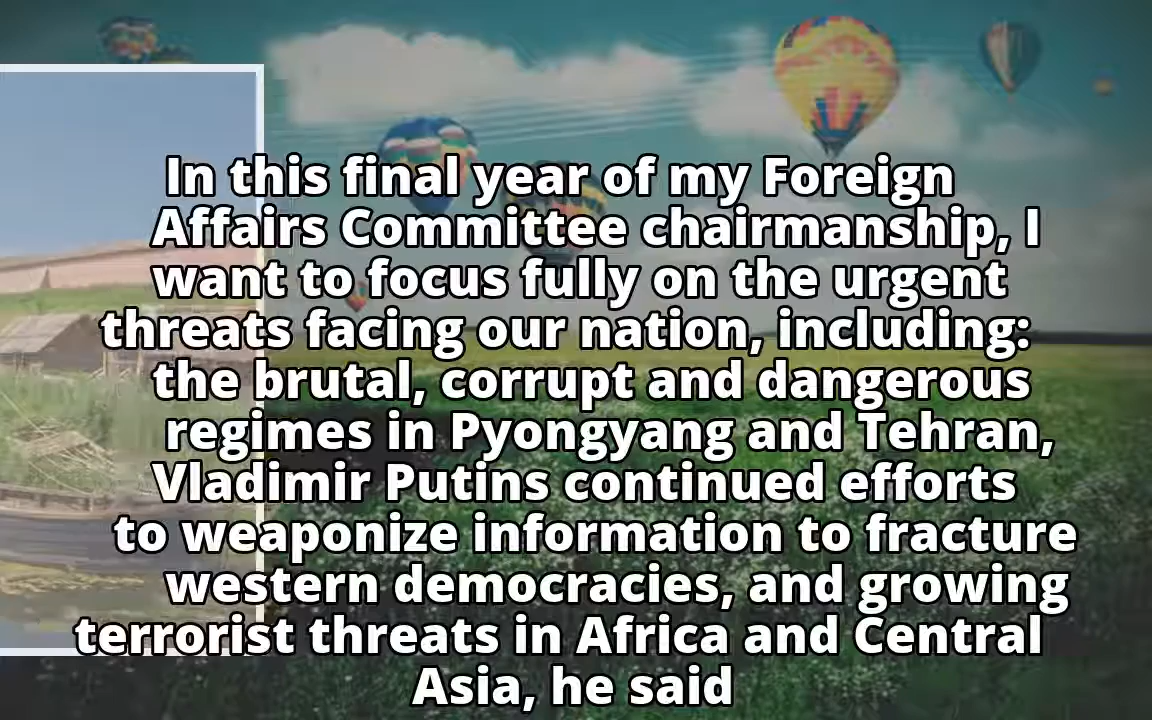 In this final year of my Foreign
Affairs Committee chairmanship, I
want to focus fully on the urgent
threats facing our nation, including:
the brutal, corrupt and dangerous
regimes in Pyongyang and Tehran,
Vladimir Putins continued efforts
to weaponize information to fracture
western democracies, and growing
terrorist threats in Africa and Central
Asia, he said